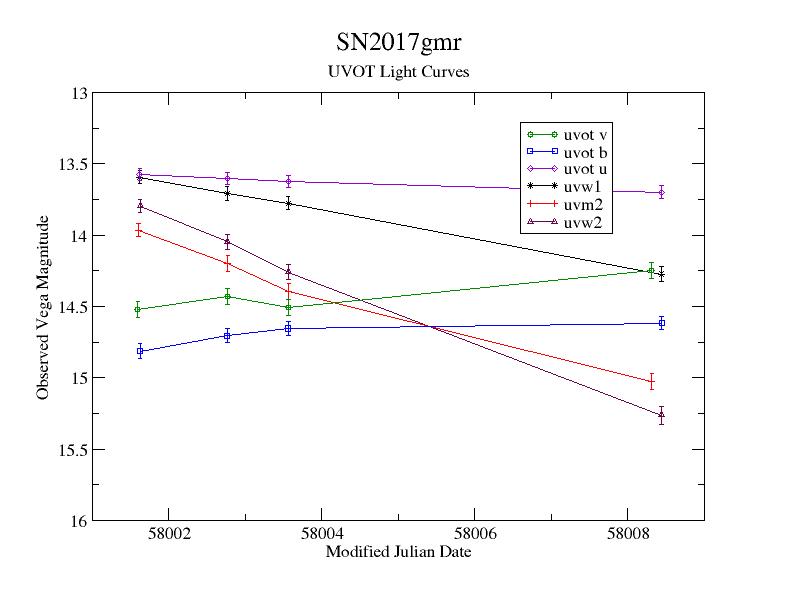 SN2017gmr
UVOT Light Curves
13
13.5
14
14.5
15
15.5
16
Observed Vega Magnitude
uvot v
uvot b
uvot u
uvw1
uvm2
uvw2
58002
58004
58006
58008
Modified Julian Date